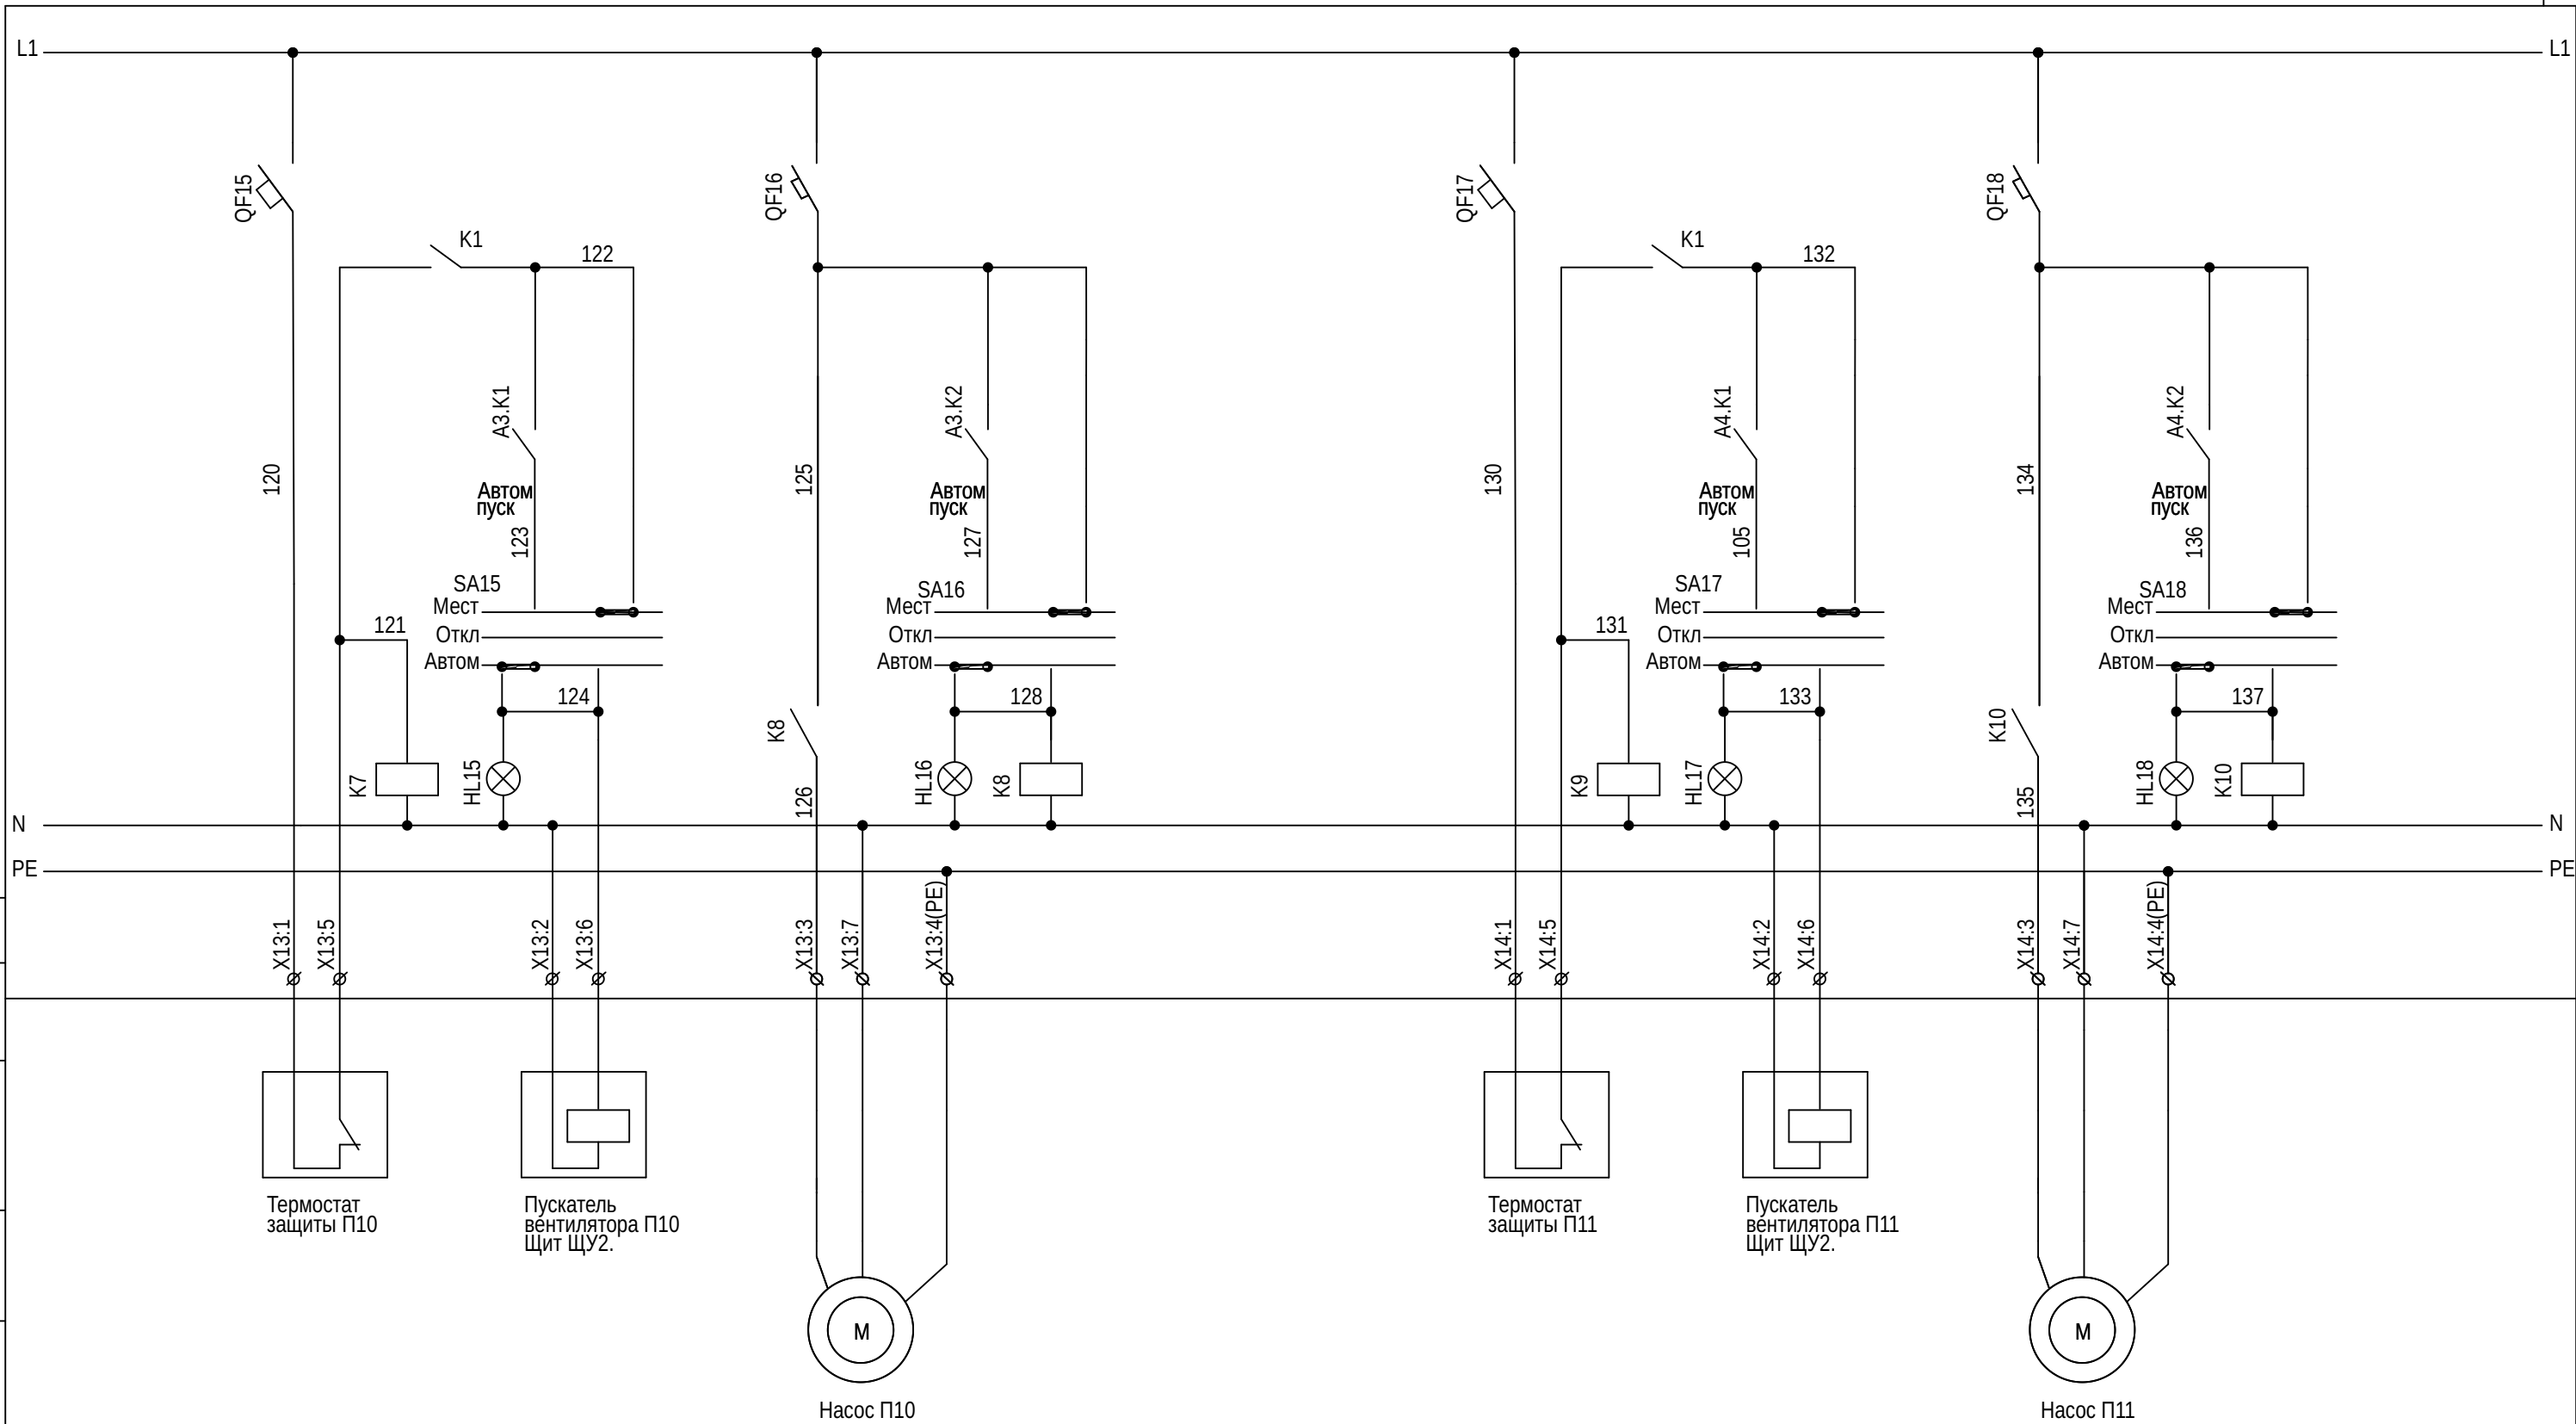 L1
L1
QF15
QF16
QF17
QF18
K1
122
K1
132
A3.K1
A3.K2
A4.K1
A4.K2
120
125
130
134
Автом
пуск
Автом
пуск
Автом
пуск
Автом
пуск
123
127
105
136
SA15
SA16
SA17
SA18
Мест
Мест
Мест
Мест
121
Откл
Откл
131
Откл
Откл
Автом
Автом
Автом
Автом
124
128
133
137
K8
K10
K7
HL15
HL16
K8
K9
HL17
HL18
K10
126
135
N
N
PE
PE
X13:1
X13:5
X13:2
X13:6
X13:3
X13:7
X13:4(PE)
X14:1
X14:5
X14:2
X14:6
X14:3
X14:7
X14:4(PE)
Термостат
защиты П10
Пускатель
вентилятора П10
Щит ЩУ2.
Термостат
защиты П11
Пускатель
вентилятора П11
Щит ЩУ2.
М
М
Насос П10
Насос П11